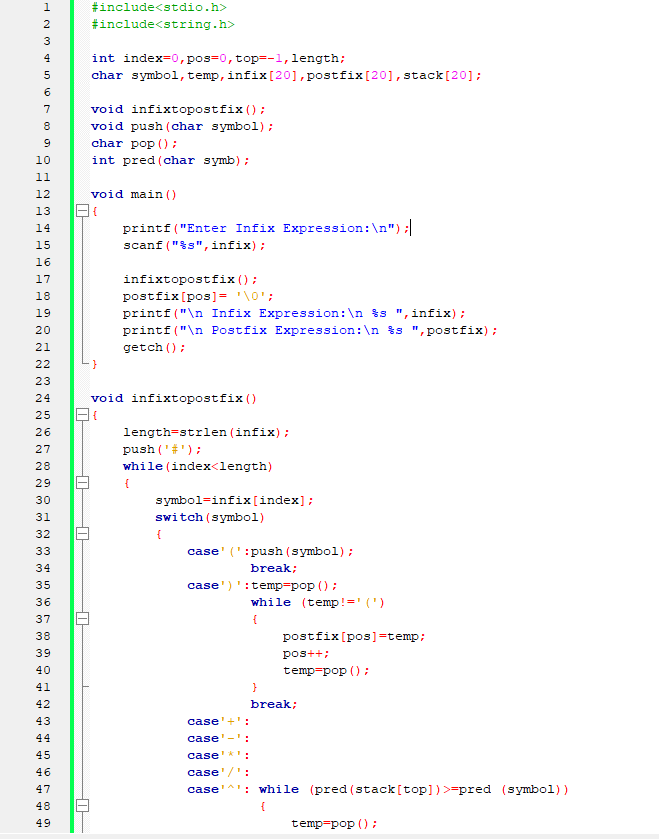 1 #include<stdio.h>
2 #include<string.h>
3
4 int index=0,pos=0,top=-1,length;
5 char symbol,temp,infix[20],postfix[20],stack[20];
6
7 void infixtopostfix();
8 void push(char symbol);
9 char pop();
10 int pred(char symb);
11
12 void main()
13 {
14 printf("Enter Infix Expression:\n");
15 scanf("%s",infix);
16
17 infixtopostfix();
18 postfix[pos]= '\0';
19 printf("\n Infix Expression:\n %s ",infix);
20 printf("\n Postfix Expression:\n %s ",postfix);
21 getch();
22 }
23
24 void infixtopostfix()
25 {
26 length=strlen(infix);
27 push('#');
28 while(index<length)
29 {
30 symbol=infix[index];
31 switch(symbol)
32 {
33 case'(':push(symbol);
34 break;
35 case')':temp=pop();
36 while (temp!='(')
37 {
38 postfix[pos]=temp;
39 pos++;
40 temp=pop();
41 }
42 break;
43 case'+':
44 case'-':
45 case'*':
46 case'/':
47 case'^': while (pred(stack[top])>=pred (symbol))
48 {
49 temp=pop();